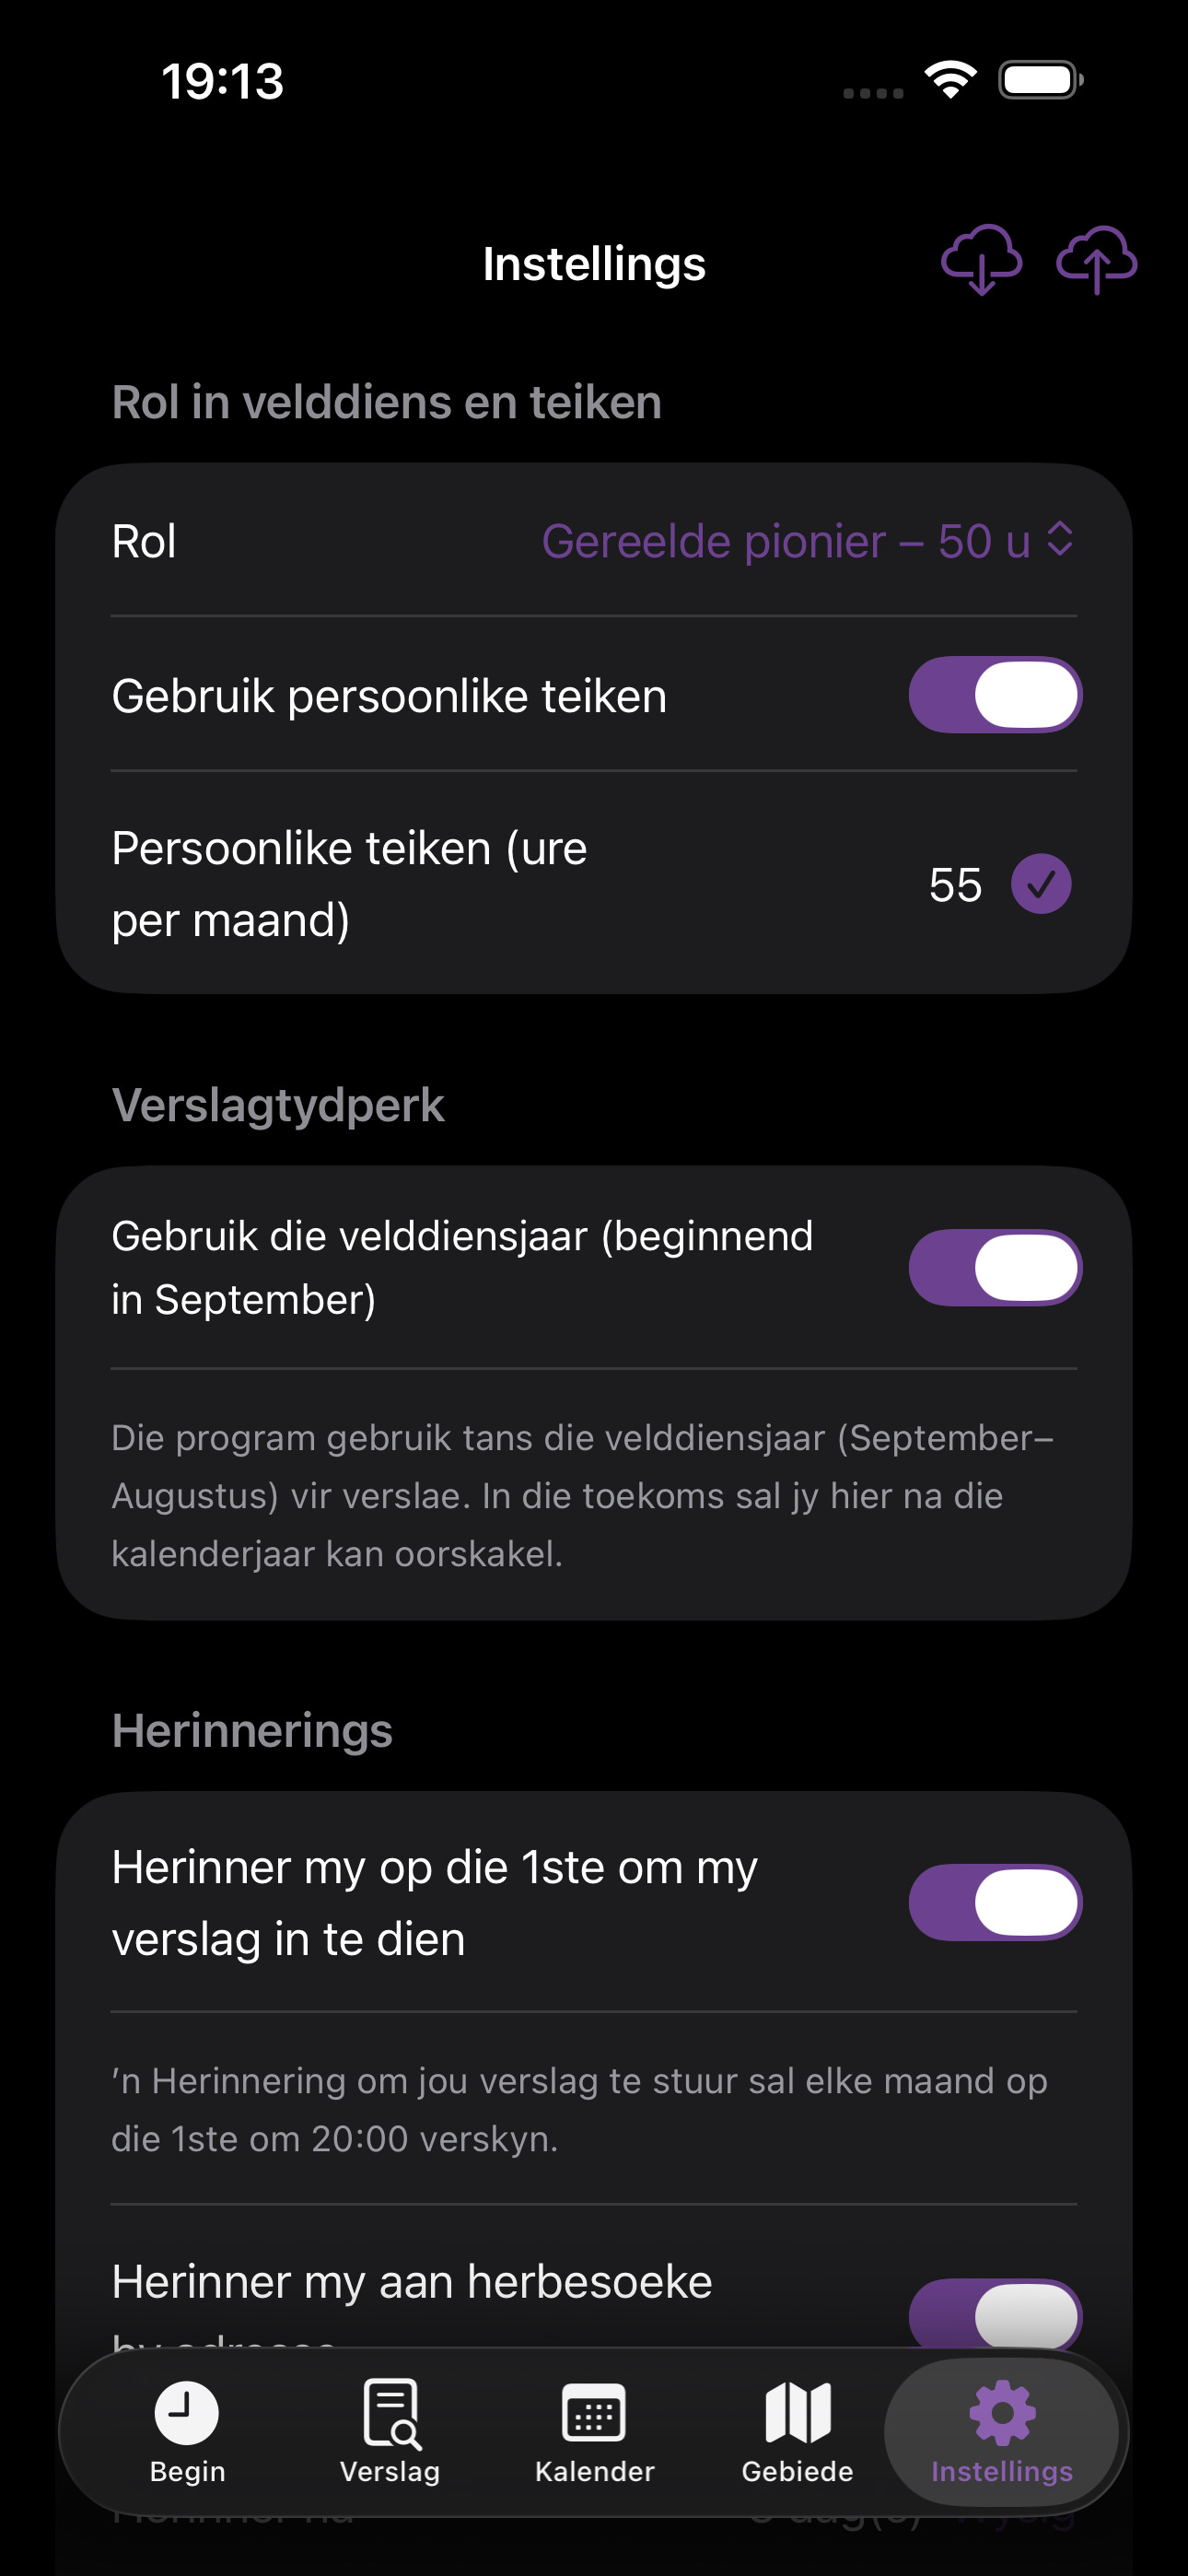 19:13
Instellings
Rol in velddiens en teiken
Rol
Gereelde pionier – 50 u
Gebruik persoonlike teiken
Persoonlike teiken (ure
per maand)
55
Verslagtydperk
Gebruik die velddiensjaar (beginnend
in September)
Die program gebruik tans die velddiensjaar (September–
Augustus) vir verslae. In die toekoms sal jy hier na die
kalenderjaar kan oorskakel.
Herinnerings
Herinner my op die 1ste om my
verslag in te dien
’n Herinnering om jou verslag te stuur sal elke maand op
die 1ste om 20:00 verskyn.
Herinner my aan herbesoeke
Begin
Verslag
Kalender
Gebiede
Instellings